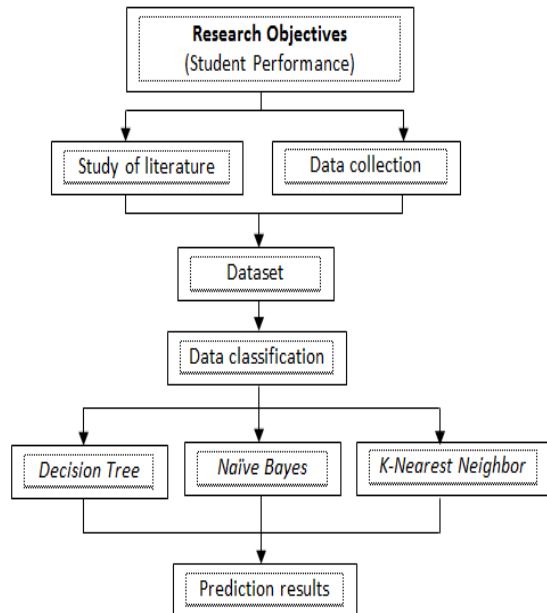 Research Objectives
(Student Performance)
Study of literature
Data collection
Dataset
Data classification
Decision Tree
Naïve Bayes
K-Nearest Neighbor
Prediction results